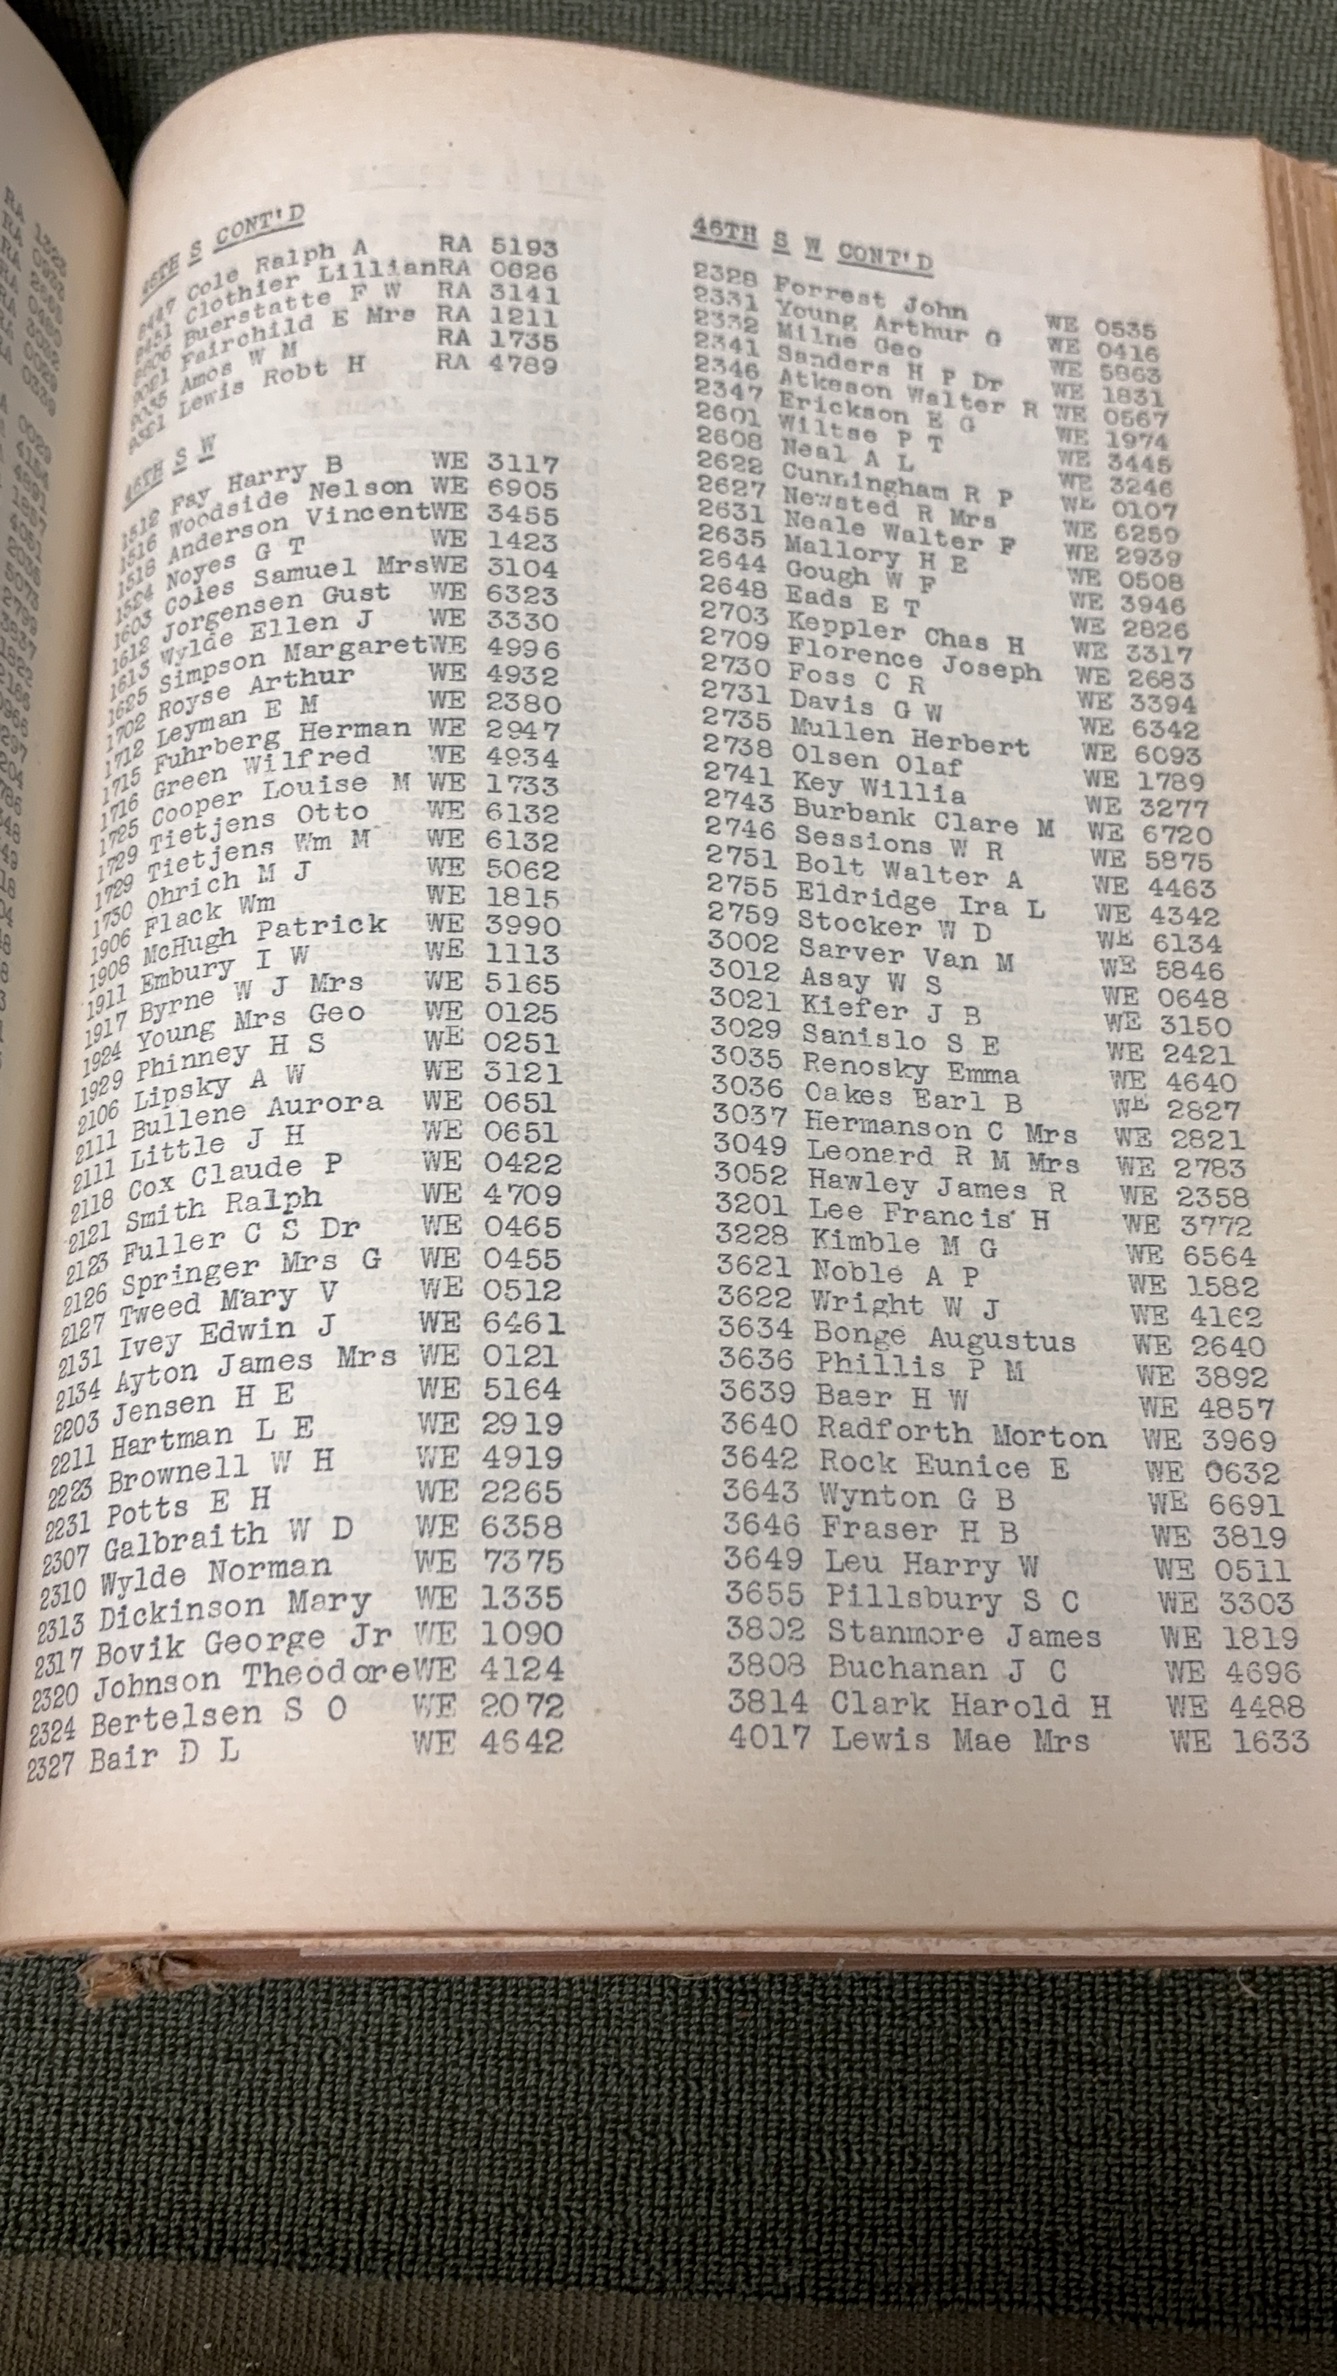 46TH S CONT'D
2447 Cole Ralph A RA 5193
2451 Clothier Lillian RA 0626
Buerstatte F W RA 3141
9021 Fairchild E Mrs RA 1211
9035 Amos W M RA 1735
Lewis Robt H RA 4789
46TH S W
1512 Fay Harry B WE 3117
1516 Woodside Nelson WE 6905
1518 Anderson Vincent WE 3455
1524 Noyes G T WE 1423
1603 Coles Samuel Mrs WE 3104
1612 Jorgensen Gust WE 6323
1613 Wylde Ellen J WE 3330
1625 Simpson Margaret WE 4996
1702 Royse Arthur WE 4932
1712 Leyman E M WE 2380
1715 Fuhrberg Herman WE 2947
1716 Green Wilfred WE 4934
1725 Cooper Louise M WE 1733
1729 Tietjens Otto WE 6132
1729 Tietjens Wm M WE 6132
1730 Ohrich M J WE 5062
1906 Flack Wm WE 1815
1908 McHugh Patrick WE 3990
1911 Embury I W WE 1113
1917 Byrne W J Mrs WE 5165
1924 Young Mrs Geo WE 0125
1929 Phinney H S WE 0251
2106 Lipsky A W WE 3121
2111 Bullene Aurora WE 0651
2111 Little J H WE 0651
2118 Cox Claude P WE 0422
2121 Smith Ralph WE 4709
2123 Fuller C S Dr WE 0465
2126 Springer Mrs G WE 0455
2127 Tweed Mary V WE 0512
2131 Ivey Edwin J WE 6461
2134 Ayton James Mrs WE 0121
2203 Jensen H E WE 5164
2211 Hartman L E WE 2919
2223 Brownell W H WE 4919
2231 Potts E H WE 2265
2307 Galbraith W D WE 6358
2310 Wylde Norman WE 7375
2313 Dickinson Mary WE 1335
2317 Bovik George Jr WE 1090
2320 Johnson Theodore WE 4124
2324 Bertelsen S O WE 2072
2327 Bair D L WE 4642
46TH S W CONT'D
2328 Forrest John WE 0535
2331 Young Arthur G WE 0416
2332 Milne Geo WE 5863
2341 Sanders H P Dr WE 1831
2346 Atkeson Walter R WE 0567
2347 Erickson E G WE 1974
2601 Wiltse P T WE 3445
2608 Neal A L WE 3246
2622 Cunningham R P WE 0107
2627 Newsted R Mrs WE 6259
2631 Neale Walter F WE 2939
2635 Mallory H E WE 0508
2644 Gough W F WE 3946
2648 Eads E T WE 2826
2703 Keppler Chas H WE 3317
2709 Florence Joseph WE 2683
2730 Foss C R WE 3394
2731 Davis G W WE 6342
2735 Mullen Herbert WE 6093
2738 Olsen Olaf WE 1789
2741 Key Willia WE 3277
2743 Burbank Clare M WE 6720
2746 Sessions W R WE 5875
2751 Bolt Walter A WE 4463
2755 Eldridge Ira L WE 4342
2759 Stocker W D WE 6134
3002 Sarver Van M WE 5846
3012 Asay W S WE 0648
3021 Kiefer J B WE 3150
3029 Sanislo S E WE 2421
3035 Renosky Emma WE 4640
3036 Oakes Earl B WE 2827
3037 Hermanson C Mrs WE 2821
3049 Leonard R M Mrs WE 2783
3052 Hawley James R WE 2358
3201 Lee Francis H WE 3772
3228 Kimble M G WE 6564
3621 Noble A P WE 1582
3622 Wright W J WE 4162
3634 Bonge Augustus WE 2640
3636 Phillis P M WE 3892
3639 Baer H W WE 4857
3640 Radforth Morton WE 3969
3642 Rock Eunice E WE 0632
3643 Wynton G B WE 6691
3646 Fraser H B WE 3819
3649 Leu Harry W WE 0511
3655 Pillsbury S C WE 3303
3802 Stanmore James WE 1819
3808 Buchanan J C WE 4696
3814 Clark Harold H WE 4488
4017 Lewis Mae Mrs WE 1633